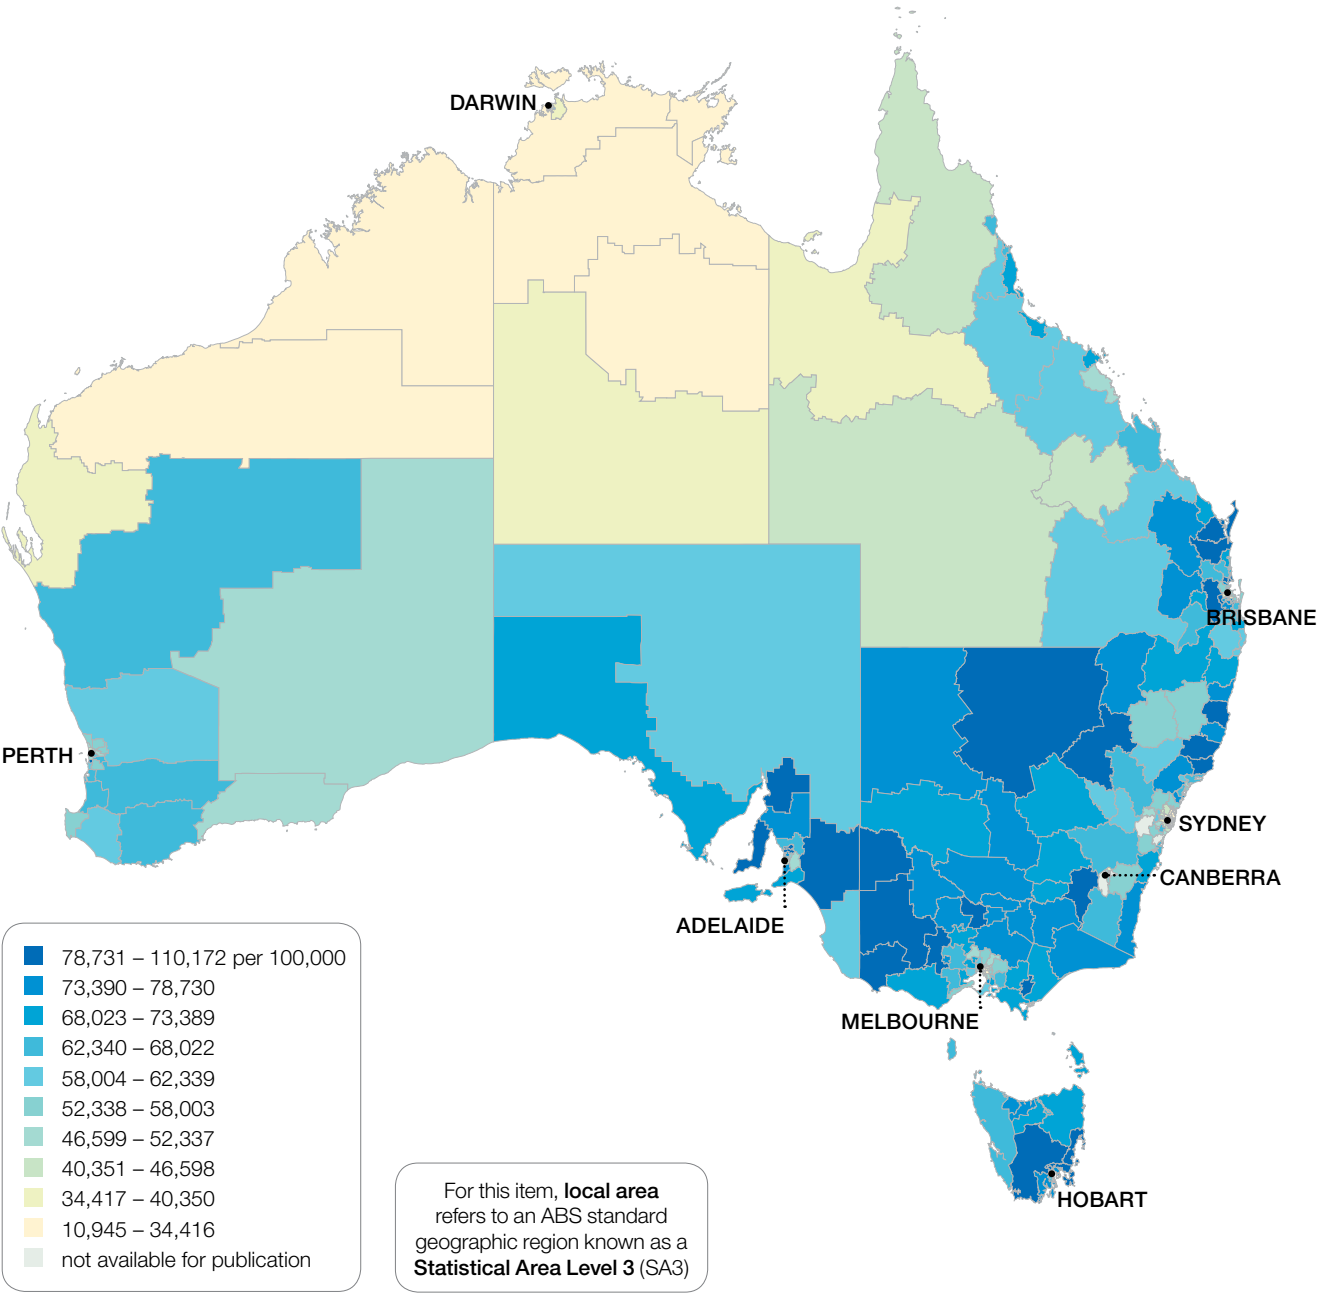 DARWIN
BRISBANE
PERTH
SYDNEY
CANBERRA
ADELAIDE
MELBOURNE
HOBART
78,731 – 110,172 per 100,000
73,390 – 78,730
68,023 – 73,389
62,340 – 68,022
58,004 – 62,339
52,338 – 58,003
46,599 – 52,337
40,351 – 46,598
34,417 – 40,350
10,945 – 34,416
not available for publication
For this item, local area
refers to an ABS standard
geographic region known as a
Statistical Area Level 3 (SA3)